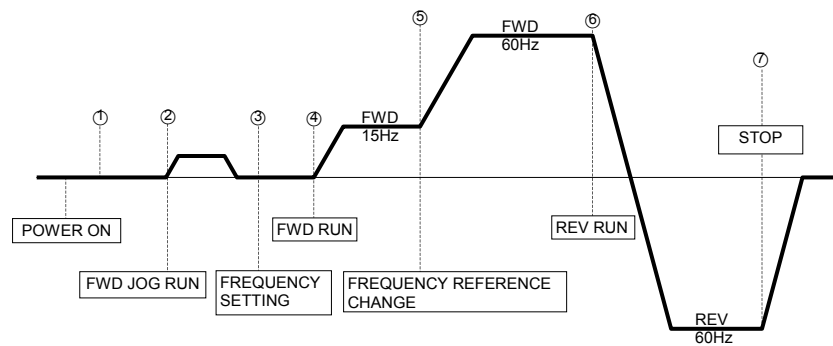 ①
②
③
④
⑤
⑥
⑦
FWD
15Hz
FWD
60Hz
STOP
POWER ON
FWD RUN
REV RUN
FWD JOG RUN
FREQUENCY
SETTING
FREQUENCY REFERENCE
CHANGE
REV
60Hz